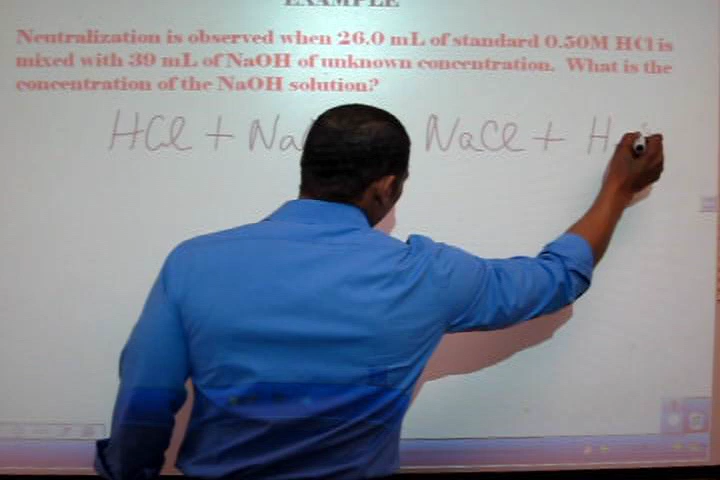 EXAMPLE
Neutralization is observed when 26.0 mL of standard 0.50M HCl is
mixed with 39 mL of NaOH of unknown concentration. What is the
concentration of the NaOH solution?
HCl + Na NaCl + H